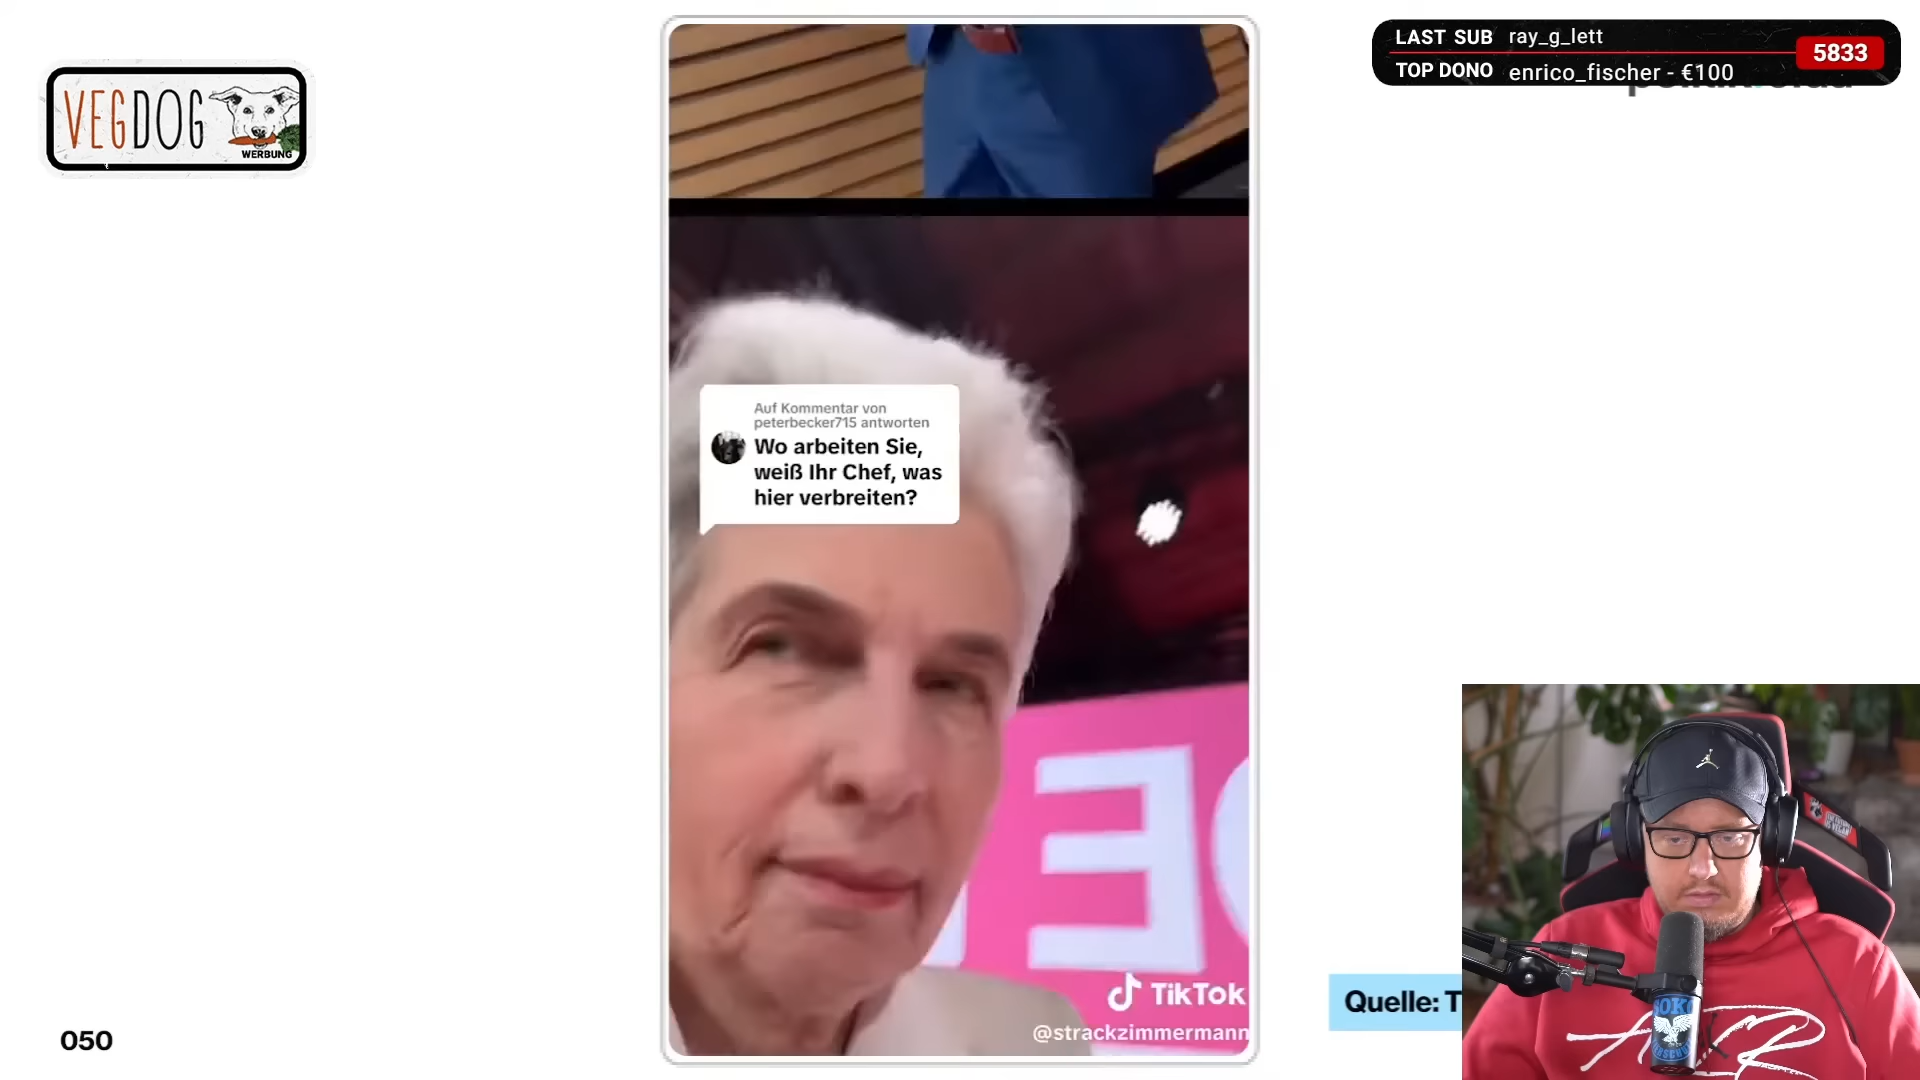 VEGDOG
WERBUNG
LAST SUB ray_g_lett
TOP DONO enrico_fischer - €100
5833
Auf Kommentar von
peterbecker715 antworten
Wo arbeiten Sie,
weiß Ihr Chef, was
hier verbreiten?
TikTok
@strackzimmermann
Quelle: T
050